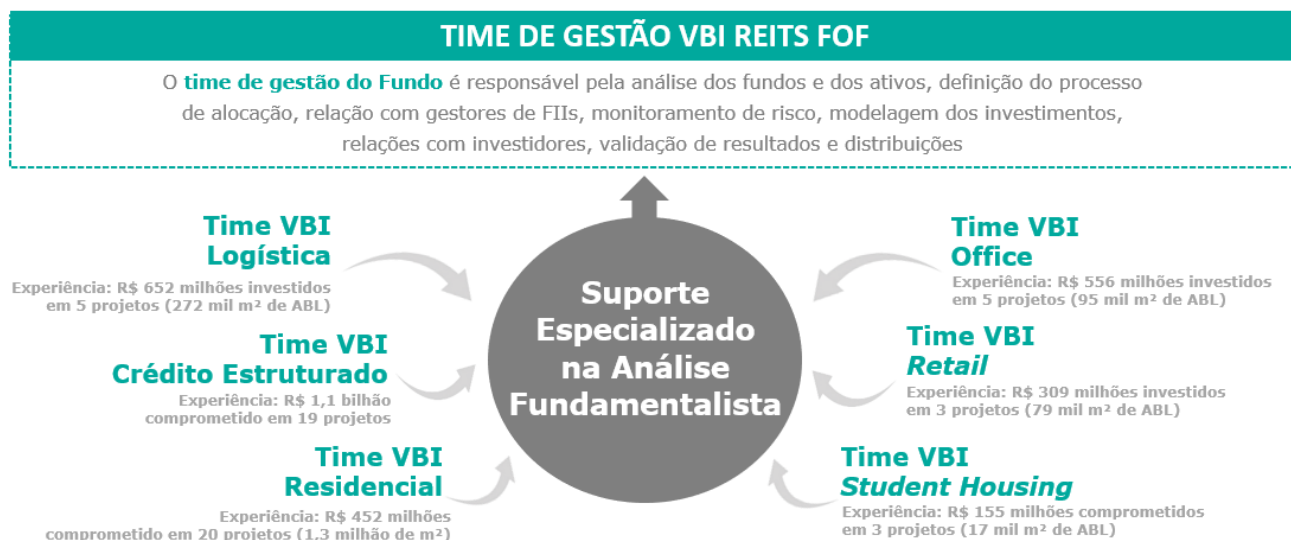 TIME DE GESTÃO VBI REITS FOF
O time de gestão do Fundo é responsável pela análise dos fundos e dos ativos, definição do processo
de alocação, relação com gestores de FIIs, monitoramento de risco, modelagem dos investimentos,
relações com investidores, validação de resultados e distribuições
Time VBI
Logística
Experiência: R$ 652 milhões investidos
em 5 projetos (272 mil m² de ABL)
Time VBI
Crédito Estruturado
Experiência: R$ 1,1 bilhão
comprometido em 19 projetos
Time VBI
Residencial
Experiência: R$ 452 milhões
comprometido em 20 projetos (1,3 milhão de m²)
Suporte
Especializado
na Análise
Fundamentalista
Time VBI
Office
Experiência: R$ 556 milhões investidos
em 5 projetos (95 mil m² de ABL)
Time VBI
Retail
Experiência: R$ 309 milhões investidos
em 3 projetos (79 mil m² de ABL)
Time VBI
Student Housing
Experiência: R$ 155 milhões comprometidos
em 3 projetos (17 mil m² de ABL)